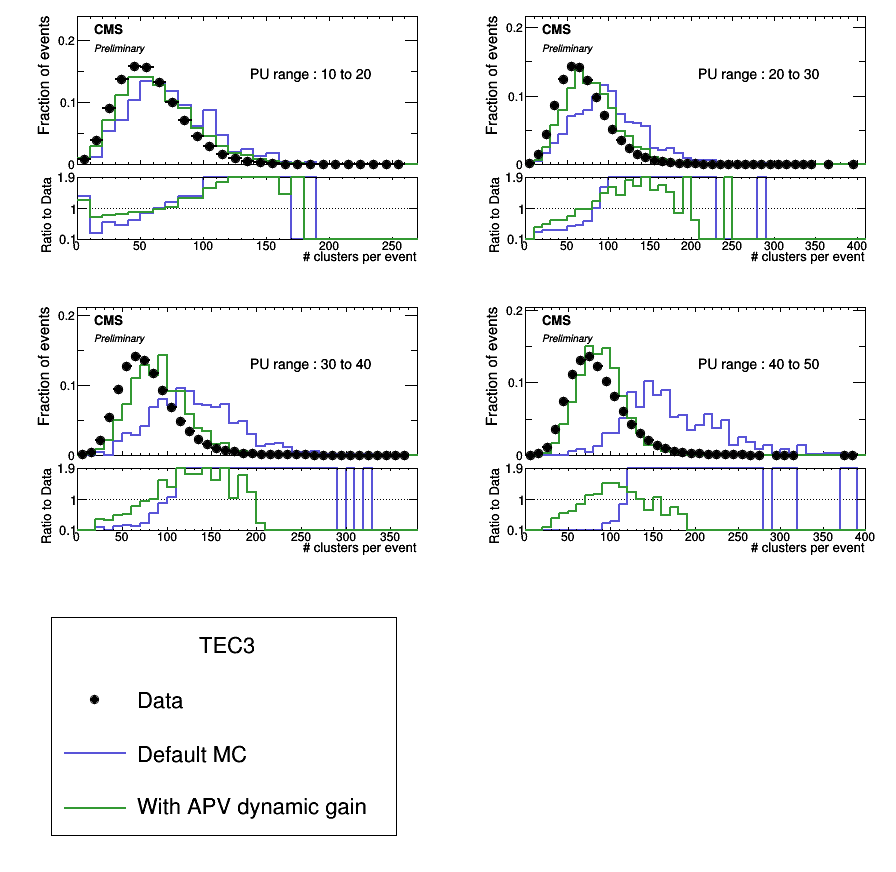 CMS
Preliminary
PU range : 10 to 20
Fraction of events
0.2
0.1
0
Ratio to Data
1.9
1
0.1
0 50 100 150 200 250
# clusters per event
CMS
Preliminary
PU range : 20 to 30
Fraction of events
0.2
0.1
0
Ratio to Data
1.9
1
0.1
0 50 100 150 200 250 300 350 400
# clusters per event
CMS
Preliminary
PU range : 30 to 40
Fraction of events
0.2
0.1
0
Ratio to Data
1.9
1
0.1
0 50 100 150 200 250 300 350
# clusters per event
CMS
Preliminary
PU range : 40 to 50
Fraction of events
0.2
0.1
0
Ratio to Data
1.9
1
0.1
0 50 100 150 200 250 300 350 400
# clusters per event
TEC3
Data
Default MC
With APV dynamic gain